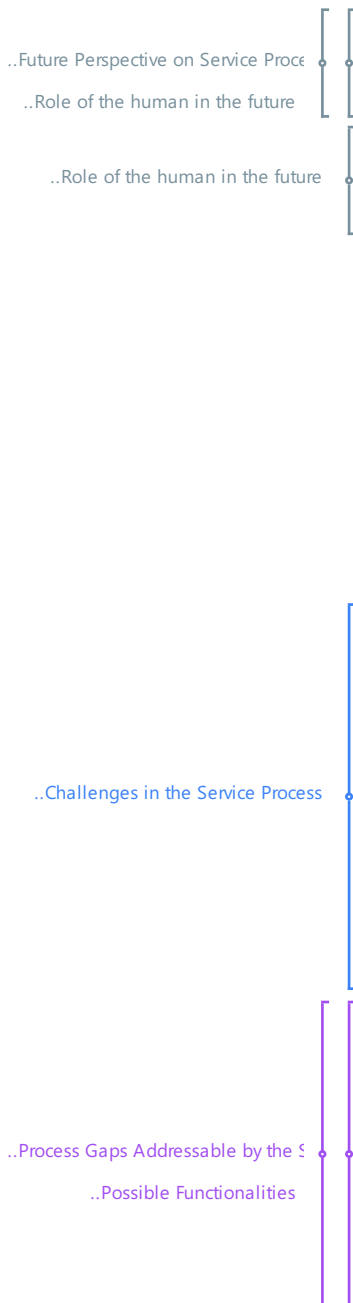 ..Future Perspective on Service Proce
..Role of the human in the future
..Role of the human in the future
..Challenges in the Service Process
..Process Gaps Addressable by the S
..Possible Functionalities